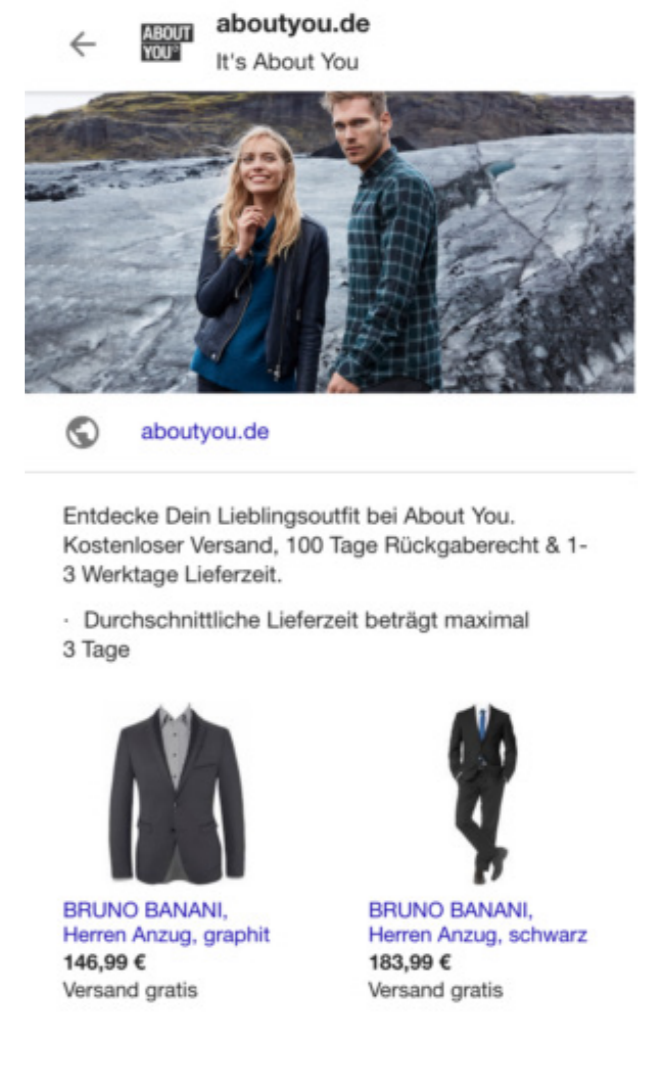 ABOUT
YOU°
aboutyou.de
It's About You
aboutyou.de
Entdecke Dein Lieblingsoutfit bei About You.
Kostenloser Versand, 100 Tage Rückgaberecht & 1-
3 Werktage Lieferzeit.
· Durchschnittliche Lieferzeit beträgt maximal
3 Tage
BRUNO BANANI,
Herren Anzug, graphit
146,99 €
Versand gratis
BRUNO BANANI,
Herren Anzug, schwarz
183,99 €
Versand gratis